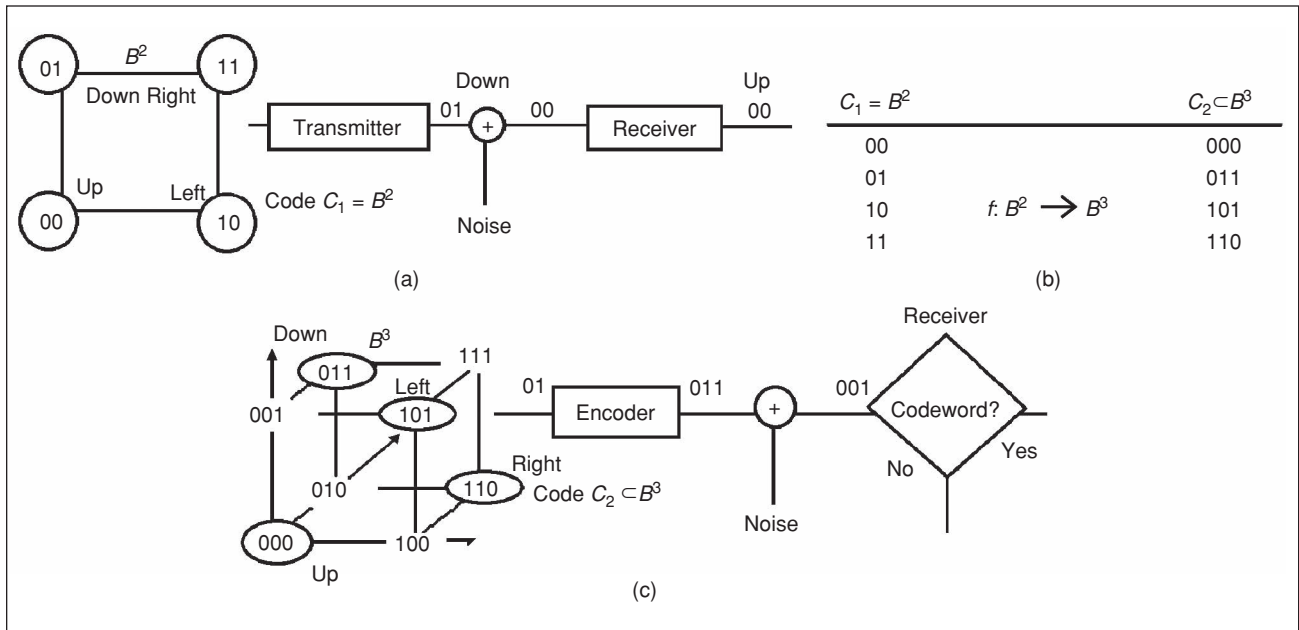 01 B² 11
Down Right
Up Left
00 10
Code C₁ = B²
Transmitter
01
Down
+
Noise
00
Receiver
Up
00
(a)
C₁ = B² C₂⊂B³
00 000
01 011
10 f: B² → B³ 101
11 110
(b)
Down
B³
011 111
Left
001 101
Right
010 110
Code C₂ ⊂ B³
000 100
Up
01
Encoder
011
+
Noise
Receiver
001
Codeword?
No Yes
(c)